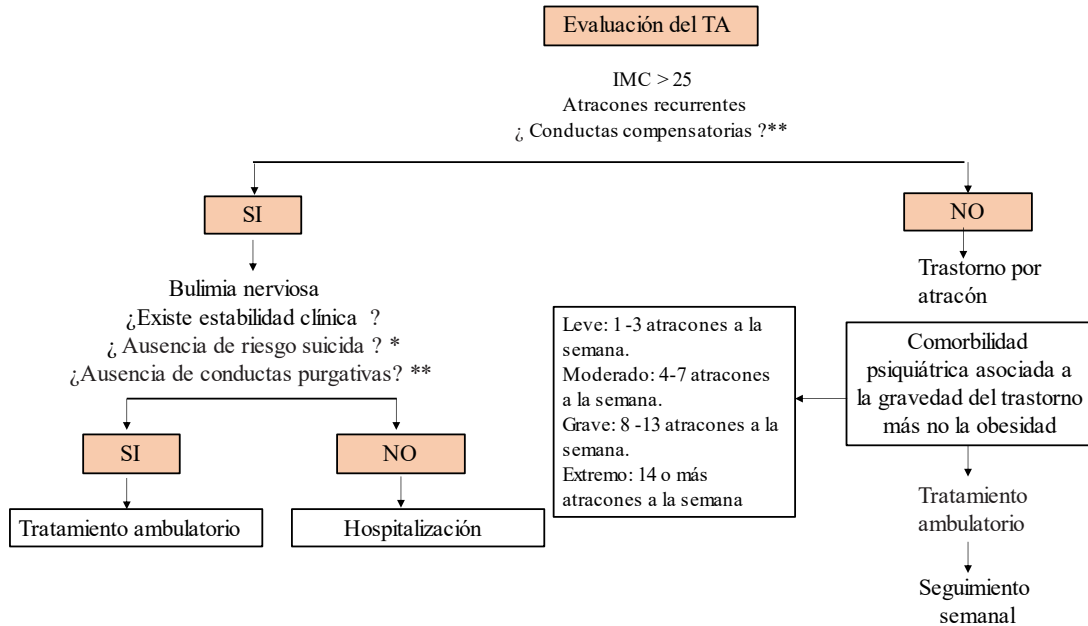 Evaluación del TA
IMC > 25
Atracones recurrentes
¿ Conductas compensatorias ?**
SI
NO
Bulimia nerviosa
¿Existe estabilidad clínica ?
¿ Ausencia de riesgo suicida ? *
¿Ausencia de conductas purgativas? **
SI
NO
Tratamiento ambulatorio
Hospitalización
Trastorno por
atracón
Leve: 1 -3 atracones a la
semana.
Moderado: 4-7 atracones
a la semana.
Grave: 8 -13 atracones a la
semana.
Extremo: 14 o más
atracones a la semana
Comorbilidad
psiquiátrica asociada a
la gravedad del trastorno
más no la obesidad
Tratamiento
ambulatorio
Seguimiento
semanal